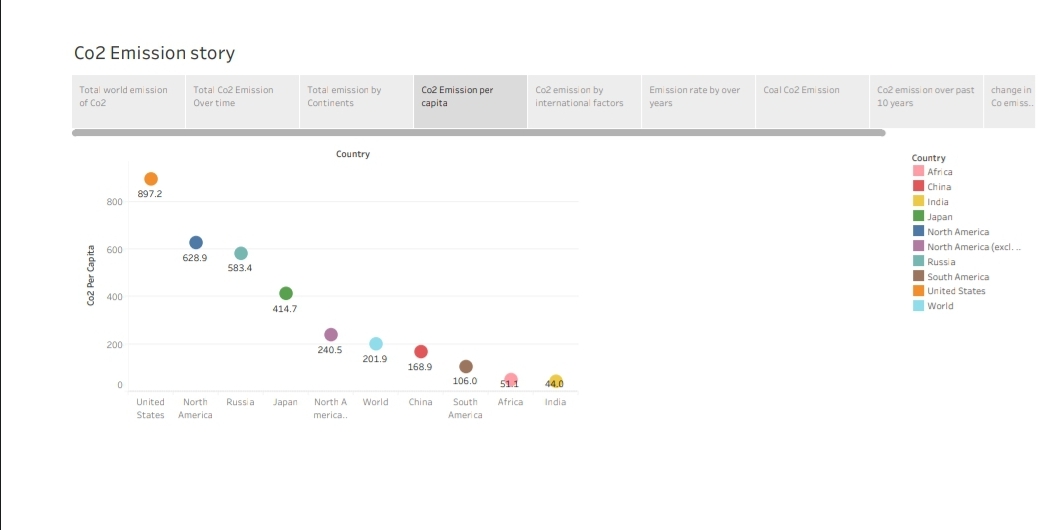 Co2 Emission story
Total world emission
of Co2
Total Co2 Emission
Over time
Total emission by
Continents
Co2 Emission per
capita
Co2 emission by
international factors
Emission rate by over
years
Coal Co2 Emission
Co2 emission over past
10 years
change in
Co emiss..
Country
Co2 Per Capita
800
600
400
200
0
897.2
628.9
583.4
414.7
240.5
201.9
168.9
106.0
51.1
44.0
United
States
North
America
Russia
Japan
North A
merica..
World
China
South
America
Africa
India
Country
Africa
China
India
Japan
North America
North America (excl. ..
Russia
South America
United States
World